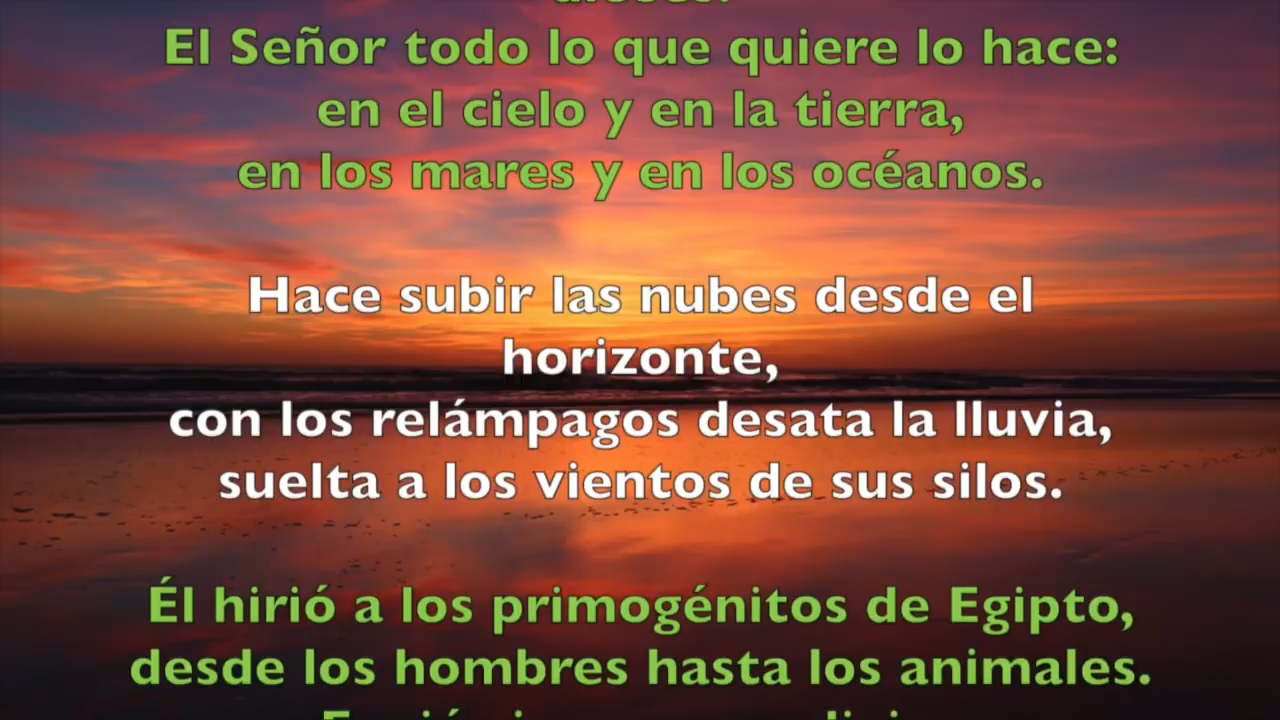 El Señor todo lo que quiere lo hace:
en el cielo y en la tierra,
en los mares y en los océanos.
Hace subir las nubes desde el
horizonte,
con los relámpagos desata la lluvia,
suelta a los vientos de sus silos.
Él hirió a los primogénitos de Egipto,
desde los hombres hasta los animales.